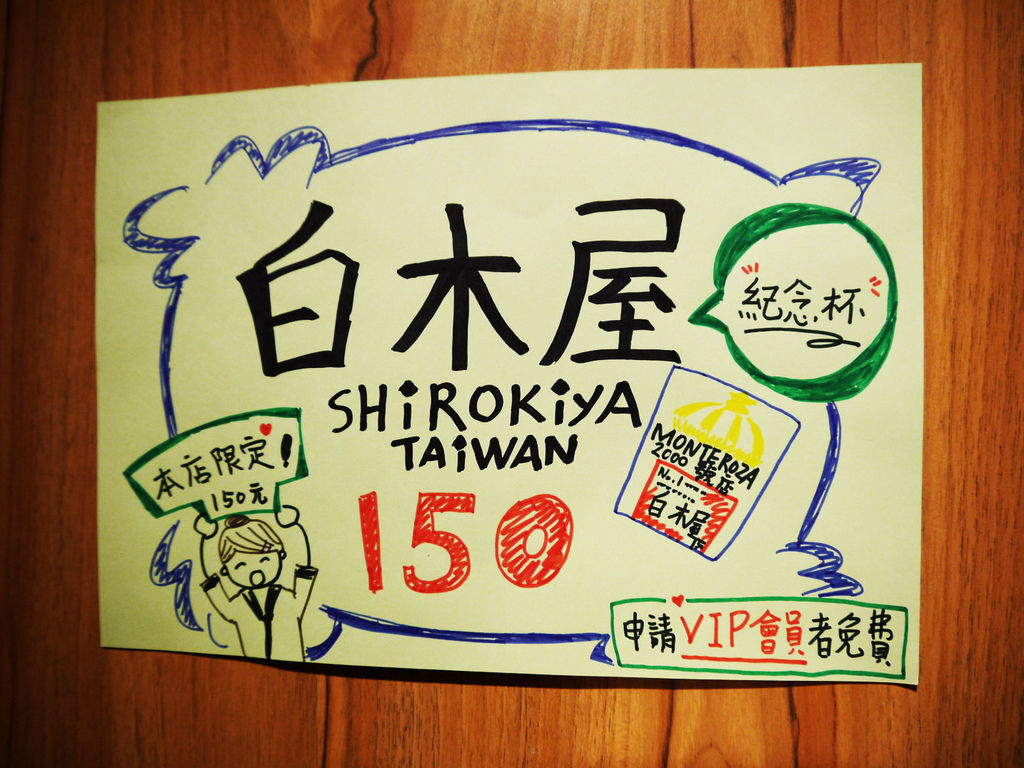 白木屋
SHiROKiYA
TAiWAN
150
紀念杯
MONTEROZA
2000號店
No.1
白木屋
店
本店限定!
150元
申請VIP會員者免費